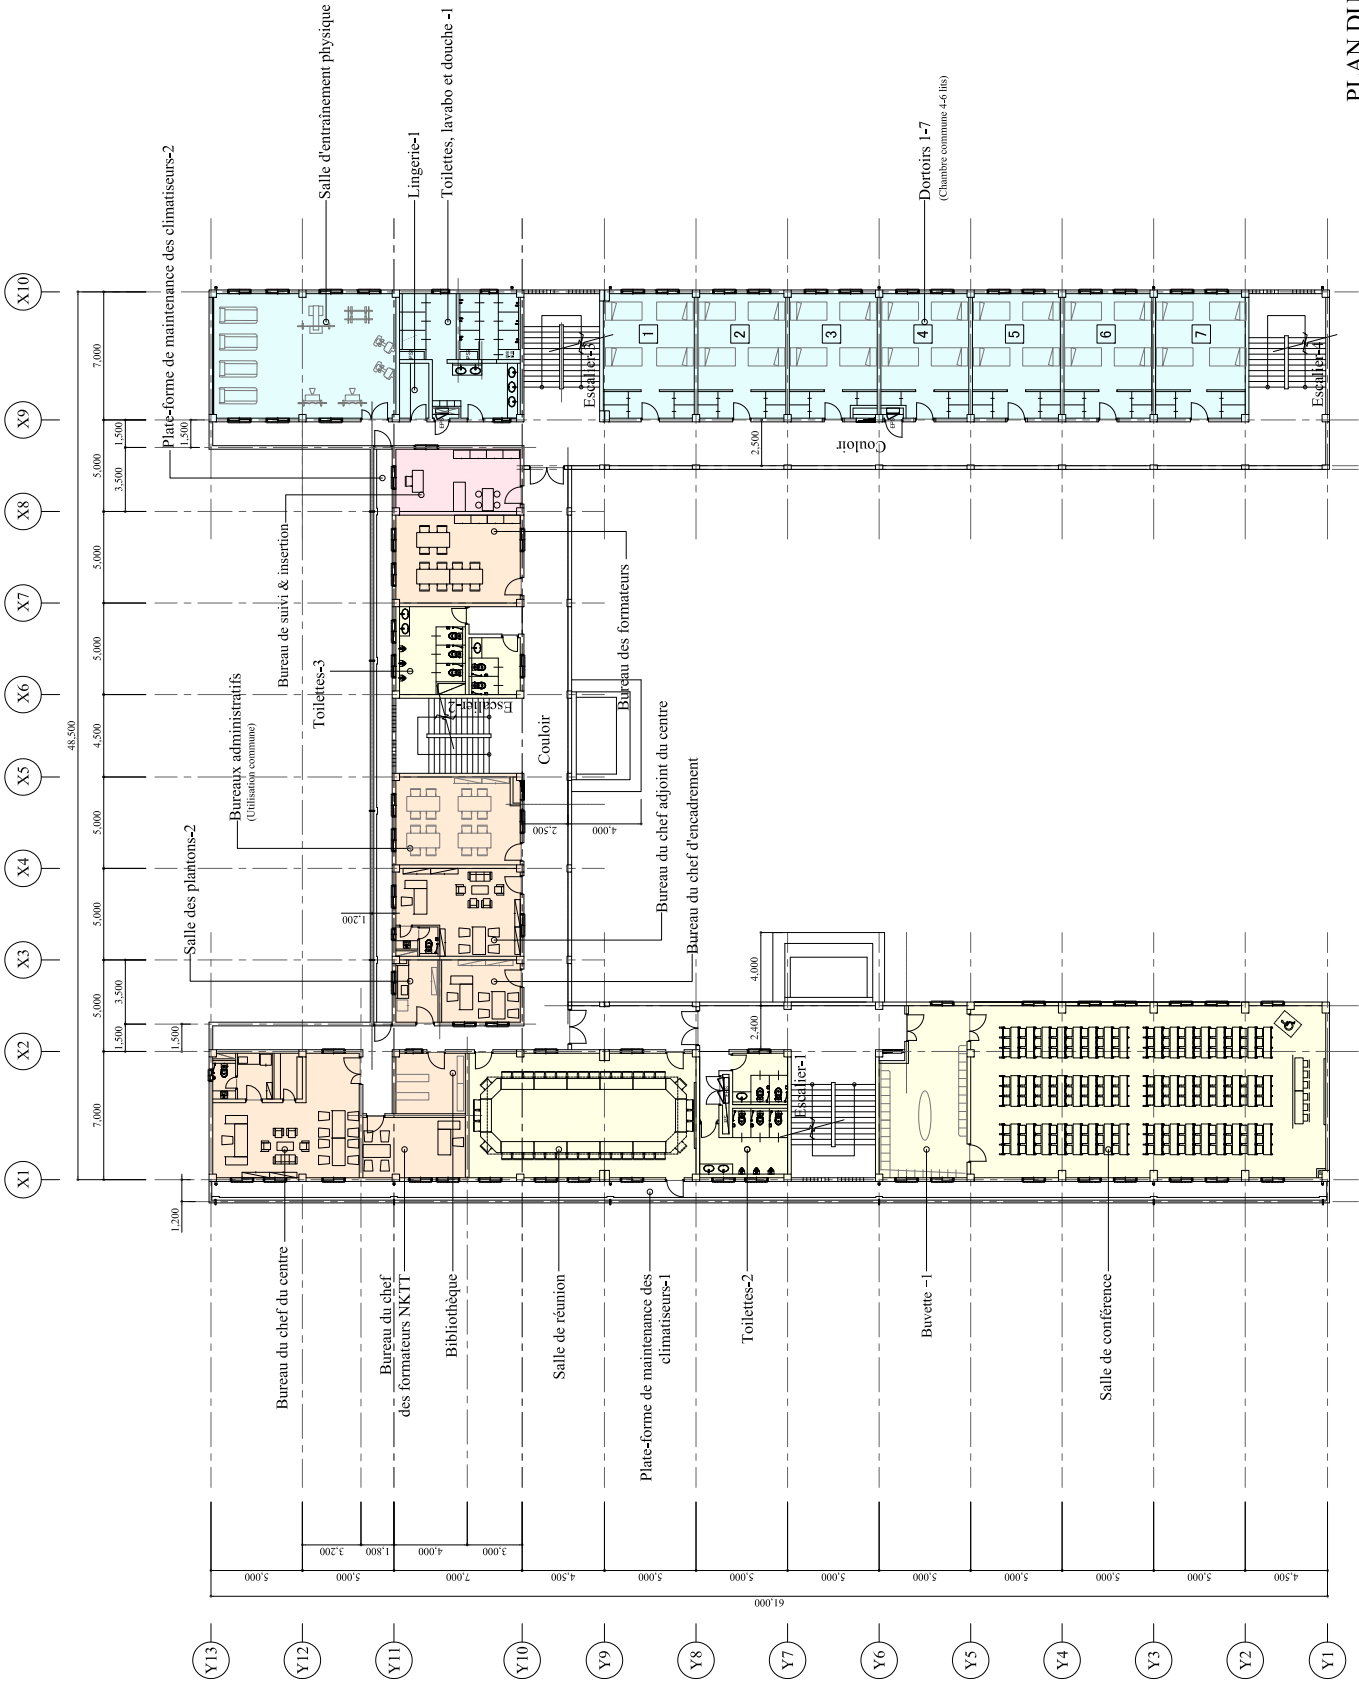 PLAN DU
X10
X9
X8
X7
X6
X5
X4
X3
X2
X1
48,500
7,000
1,500
5,000
3,500
5,000
5,000
4,500
5,000
5,000
3,500
5,000
1,500
7,000
1,200
1,500
1,500
Plate-forme de maintenance des climatiseurs-2
Salle d'entraînement physique
Lingerie-1
Toilettes, lavabo et douche -1
Dortoirs 1-7
(Chambre commune 4-6 lits)
Bureau de suivi & insertion
Toilettes-3
Bureaux administratifs
(Utilisation commune)
Salle des plantons-2
1,200
Escalier-3
1
2
3
4
5
6
7
Escalier-4
2,500
Couloir
Bureau des formateurs
Escalier-2
Couloir
2,500
4,000
Bureau du chef adjoint du centre
Bureau du chef d'encadrement
4,000
2,400
Escalier-1
Bureau du chef du centre
Bureau du chef
des formateurs NKTT
Bibliothèque
Salle de réunion
Plate-forme de maintenance des
climatiseurs-1
Toilettes-2
Buvette -1
Salle de conférence
3,200
1,800
4,000
3,000
5,000
5,000
7,000
4,500
5,000
5,000
5,000
5,000
5,000
5,000
5,000
4,500
61,000
Y13
Y12
Y11
Y10
Y9
Y8
Y7
Y6
Y5
Y4
Y3
Y2
Y1